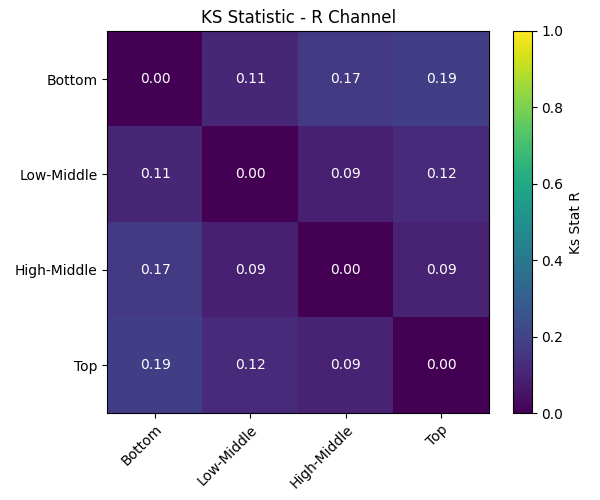 KS Statistic - R Channel
Bottom 0.00 0.11 0.17 0.19
Low-Middle 0.11 0.00 0.09 0.12
High-Middle 0.17 0.09 0.00 0.09
Top 0.19 0.12 0.09 0.00
Bottom Low-Middle High-Middle Top
1.0
0.8
0.6
0.4
0.2
0.0
Ks Stat R